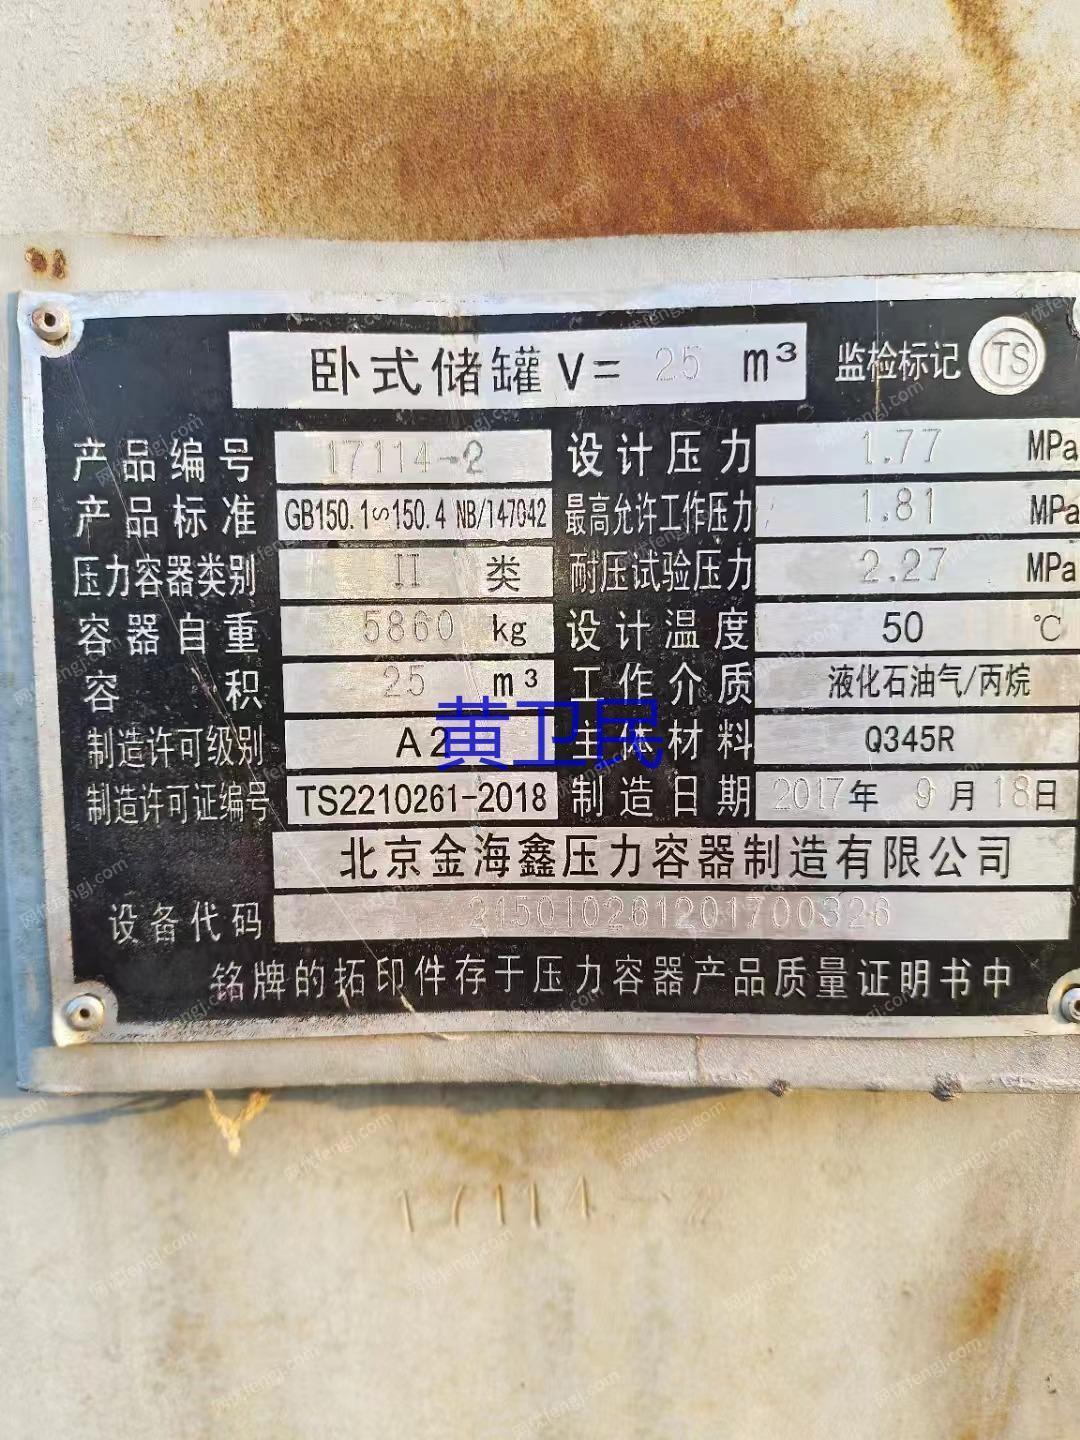 卧式储罐 V= 25 m³ 监检标记 TS
产品编号 17114-2 设计压力 1.77 MPa
产品标准 GB150.1~150.4 NB/T47042 最高允许工作压力 1.81 MPa
压力容器类别 II 类 耐压试验压力 2.27 MPa
容器自重 5860 kg 设计温度 50 ℃
容积 25 m³ 工作介质 液化石油气/丙烷
黄卫民
制造许可级别 A2 主体材料 Q345R
制造许可证编号 TS2210261-2018 制造日期 2017年 9月 18日
北京金海鑫压力容器制造有限公司
设备代码 215010261201700326
铭牌的拓印件存于压力容器产品质量证明书中
17114-2